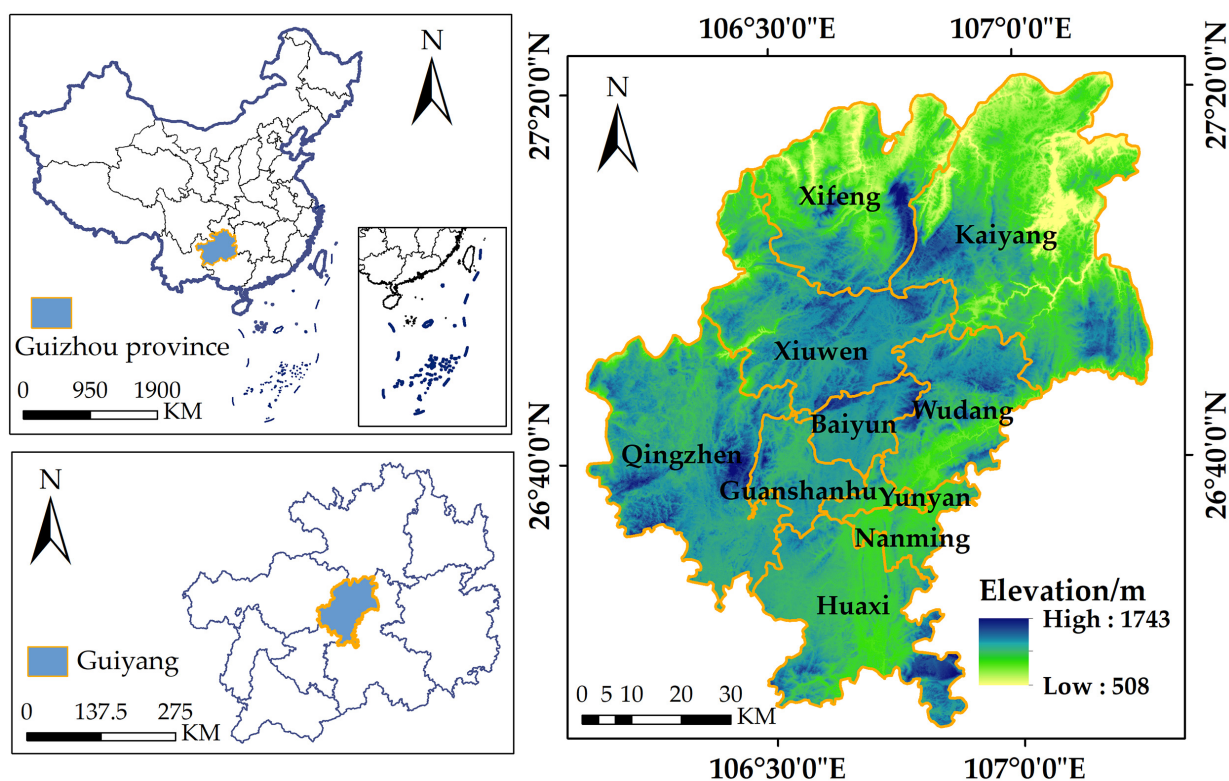 N
Guizhou province
0 950 1900
KM
N
Guiyang
0 137.5 275
KM
106°30'0"E 107°0'0"E
27°20'0"N
26°40'0"N
27°20'0"N
26°40'0"N
N
Xifeng
Kaiyang
Xiuwen
Wudang
Baiyun
Qingzhen
Guanshanhu
Yunyan
Nanming
Huaxi
Elevation/m
High : 1743
Low : 508
0 5 10 20 30
KM
106°30'0"E 107°0'0"E